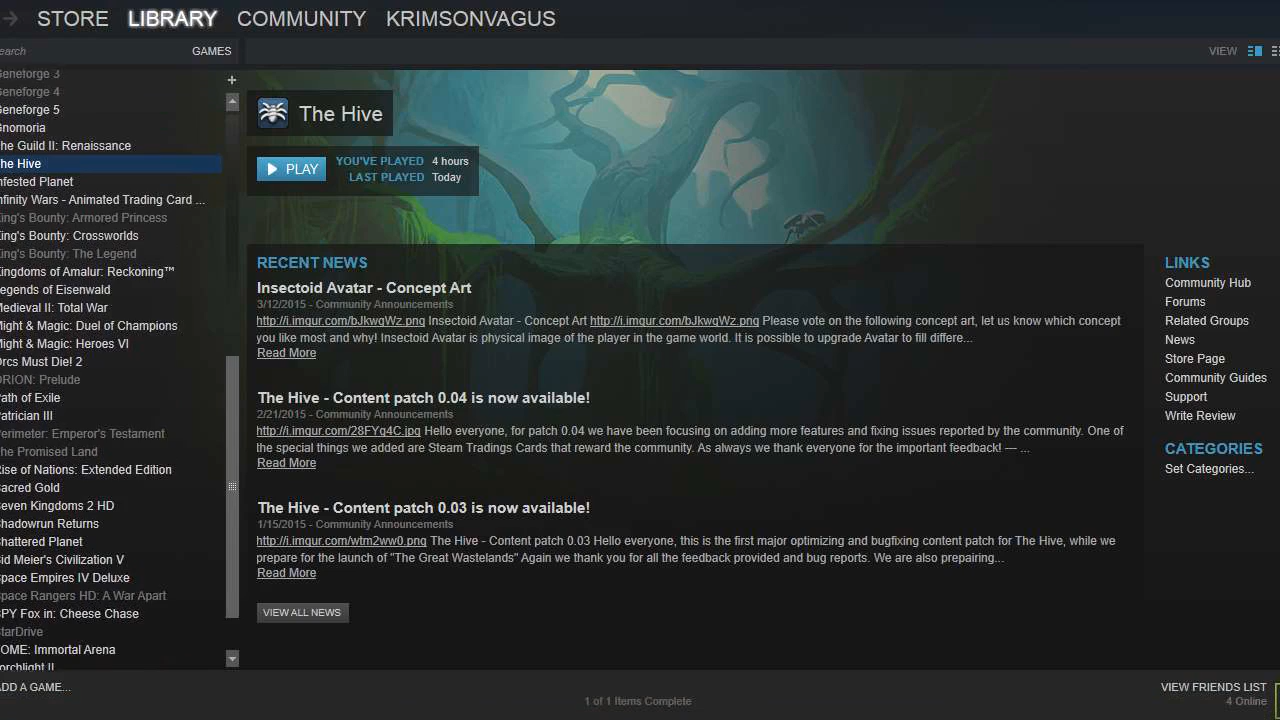 STORE LIBRARY COMMUNITY KRIMSONVAGUS
earch GAMES VIEW
Geneforge 3
Geneforge 4
Geneforge 5
Gnomoria
he Guild II: Renaissance
he Hive
nfested Planet
nfinity Wars - Animated Trading Card ...
King's Bounty: Armored Princess
King's Bounty: Crossworlds
King's Bounty: The Legend
Kingdoms of Amalur: Reckoning™
egends of Eisenwald
Medieval II: Total War
Might & Magic: Duel of Champions
Might & Magic: Heroes VI
Orcs Must Die! 2
ORION: Prelude
Path of Exile
Patrician III
Perimeter: Emperor's Testament
he Promised Land
Rise of Nations: Extended Edition
Sacred Gold
Seven Kingdoms 2 HD
Shadowrun Returns
Shattered Planet
Sid Meier's Civilization V
Space Empires IV Deluxe
Space Rangers HD: A War Apart
SPY Fox in: Cheese Chase
StarDrive
OME: Immortal Arena
orchlight II
ADD A GAME...
The Hive
PLAY
YOU'VE PLAYED 4 hours
LAST PLAYED Today
RECENT NEWS
Insectoid Avatar - Concept Art
3/12/2015 - Community Announcements
http://i.imgur.com/bJkwqWz.png Insectoid Avatar - Concept Art http://i.imgur.com/bJkwqWz.png Please vote on the following concept art, let us know which concept
you like most and why! Insectoid Avatar is physical image of the player in the game world. It is possible to upgrade Avatar to fill differe...
Read More
The Hive - Content patch 0.04 is now available!
2/21/2015 - Community Announcements
http://i.imgur.com/28FYq4C.jpg Hello everyone, for patch 0.04 we have been focusing on adding more features and fixing issues reported by the community. One of
the special things we added are Steam Tradings Cards that reward the community. As always we thank everyone for the important feedback! — ...
Read More
The Hive - Content patch 0.03 is now available!
1/15/2015 - Community Announcements
http://i.imgur.com/wtm2ww0.png The Hive - Content patch 0.03 Hello everyone, this is the first major optimizing and bugfixing content patch for The Hive, while we
prepare for the launch of "The Great Wastelands" Again we thank you for all the feedback provided and bug reports. We are also preparing...
Read More
VIEW ALL NEWS
LINKS
Community Hub
Forums
Related Groups
News
Store Page
Community Guides
Support
Write Review
CATEGORIES
Set Categories...
1 of 1 Items Complete
VIEW FRIENDS LIST
4 Online